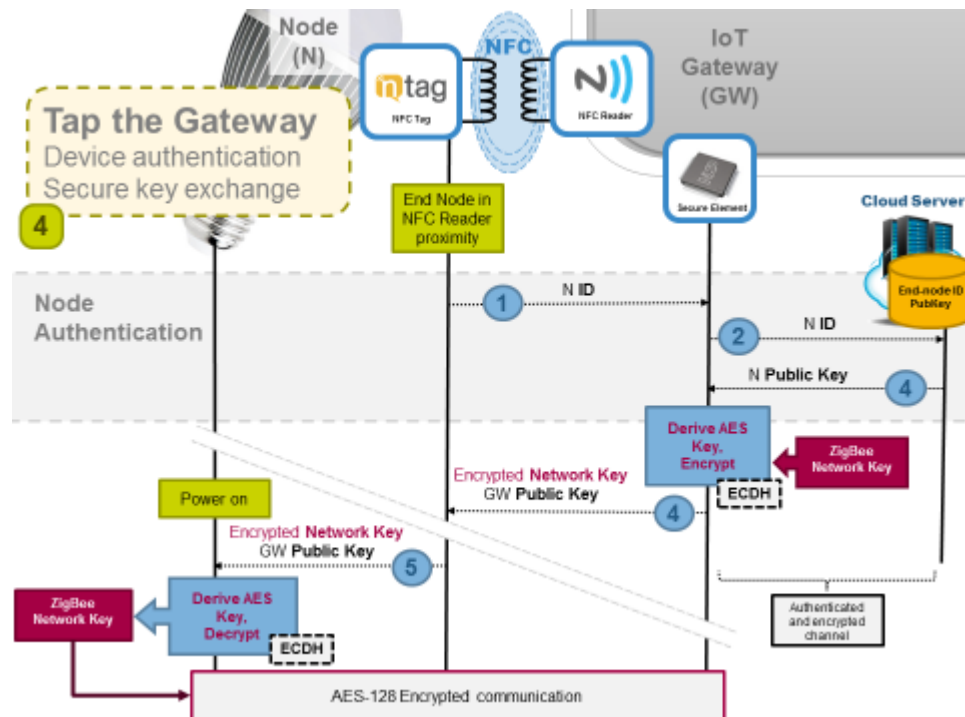 Node
(N)
ntag
NFC Tag
NFC
NFC Reader
IoT
Gateway
(GW)
Tap the Gateway
Device authentication
Secure key exchange
4
End Node in
NFC Reader
proximity
Secure Element
Cloud Server
End-node ID
PubKey
Node
Authentication
N ID
1
N ID
2
N Public Key
4
Derive AES
Key,
Encrypt
ECDH
ZigBee
Network Key
Encrypted Network Key
GW Public Key
4
Power on
Encrypted Network Key
GW Public Key
5
ZigBee
Network Key
Derive AES
Key,
Decrypt
ECDH
Authenticated
and encrypted
channel
AES-128 Encrypted communication